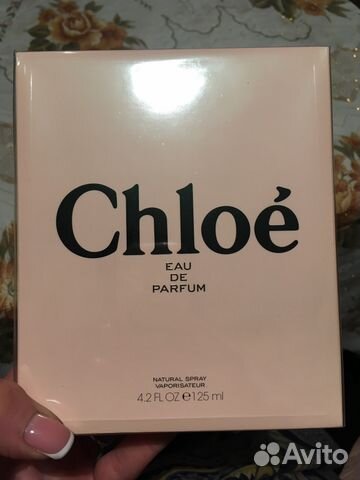 Chloé
EAU
DE
PARFUM
NATURAL SPRAY
VAPORISATEUR
4.2 FL OZ ℮ 125 ml
Avito